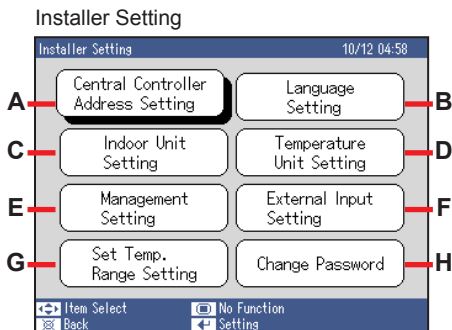 Installer Setting
Installer Setting 10/12 04:58
A Central Controller Address Setting
Language Setting B
C Indoor Unit Setting
Temperature Unit Setting D
E Management Setting
External Input Setting F
G Set Temp. Range Setting
Change Password H
Item Select No Function
Back Setting